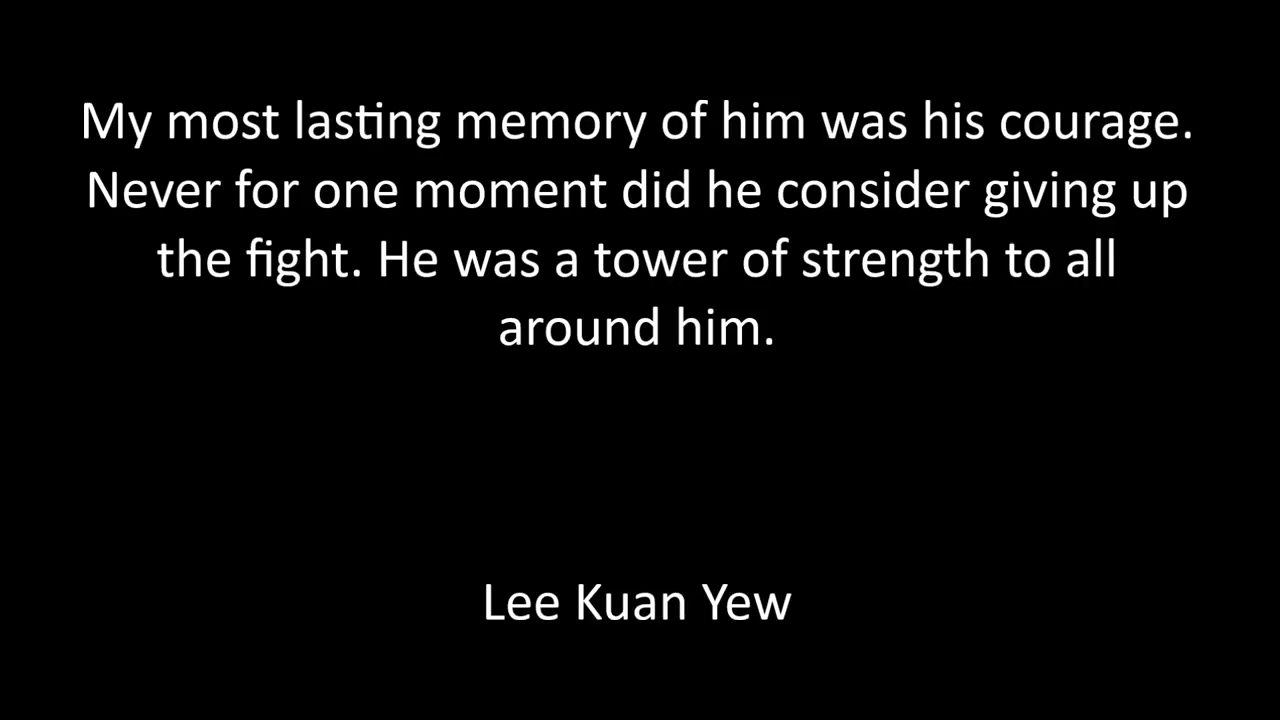 My most lasting memory of him was his courage.
Never for one moment did he consider giving up
the fight. He was a tower of strength to all
around him.
Lee Kuan Yew